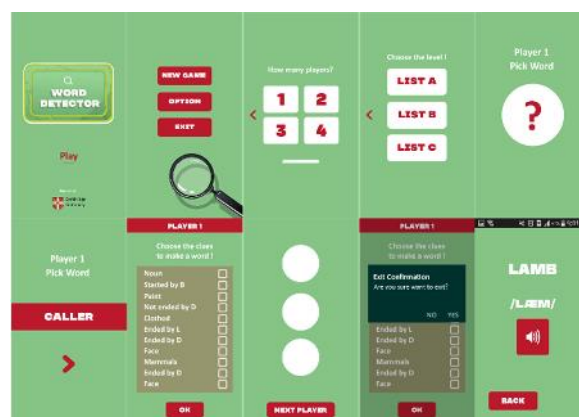 WORD
DETECTOR
Play
NEW GAME
OPTION
EXIT
How many players?
1 2
3 4
Choose the level !
LIST A
LIST B
LIST C
Player 1
Pick Word
?
Player 1
Pick Word
CALLER
PLAYER 1
Choose the clues
to make a word !
Noun
Started by B
Paint
Not ended by D
Clothed
Ended by L
Ended by D
Face
Mammals
Ended by D
Face
OK
NEXT PLAYER
PLAYER 1
Choose the clues
to make a word !
Exit Confirmation
Are you sure want to exit?
NO YES
Ended by L
Ended by D
Face
Mammals
Ended by D
Face
OK
LAMB
/LÆM/
BACK